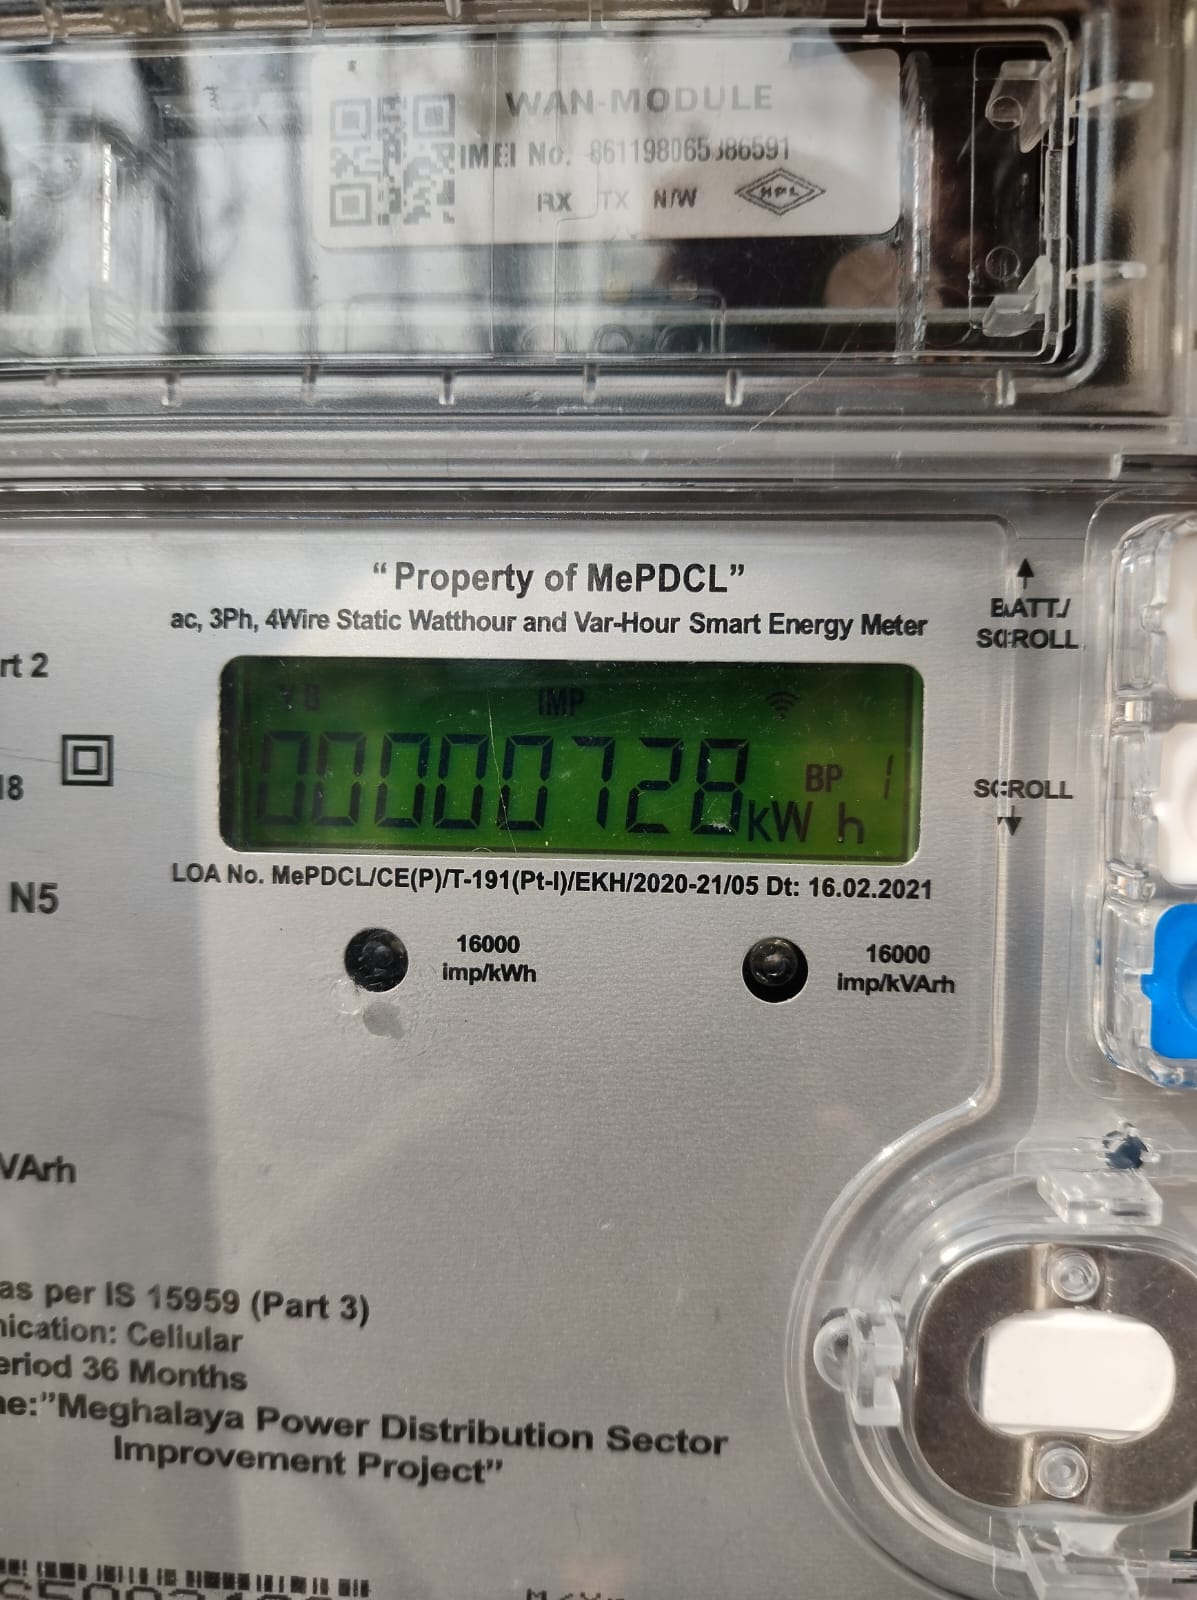 WAN-MODULE
IMEI No. 861198065386591
RX TX N/W HPL
"Property of MePDCL"
ac, 3Ph, 4Wire Static Watthour and Var-Hour Smart Energy Meter
BATT./
SCROLL
rt 2
IMP
00000728 kWh BP 1
18
SCROLL
LOA No. MePDCL/CE(P)/T-191(Pt-I)/EKH/2020-21/05 Dt: 16.02.2021
N5
16000
imp/kWh
16000
imp/kVArh
VArh
as per IS 15959 (Part 3)
nication: Cellular
eriod 36 Months
ne:"Meghalaya Power Distribution Sector
Improvement Project"